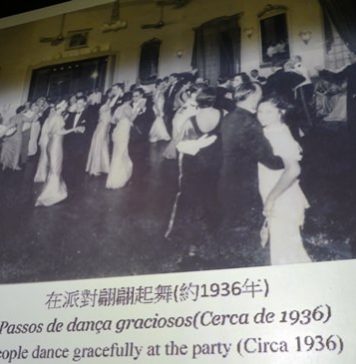 在派對翩翩起舞(約1936年)
Passos de dança graciosos(Cerca de 1936)
eople dance gracefully at the party (Circa 1936)